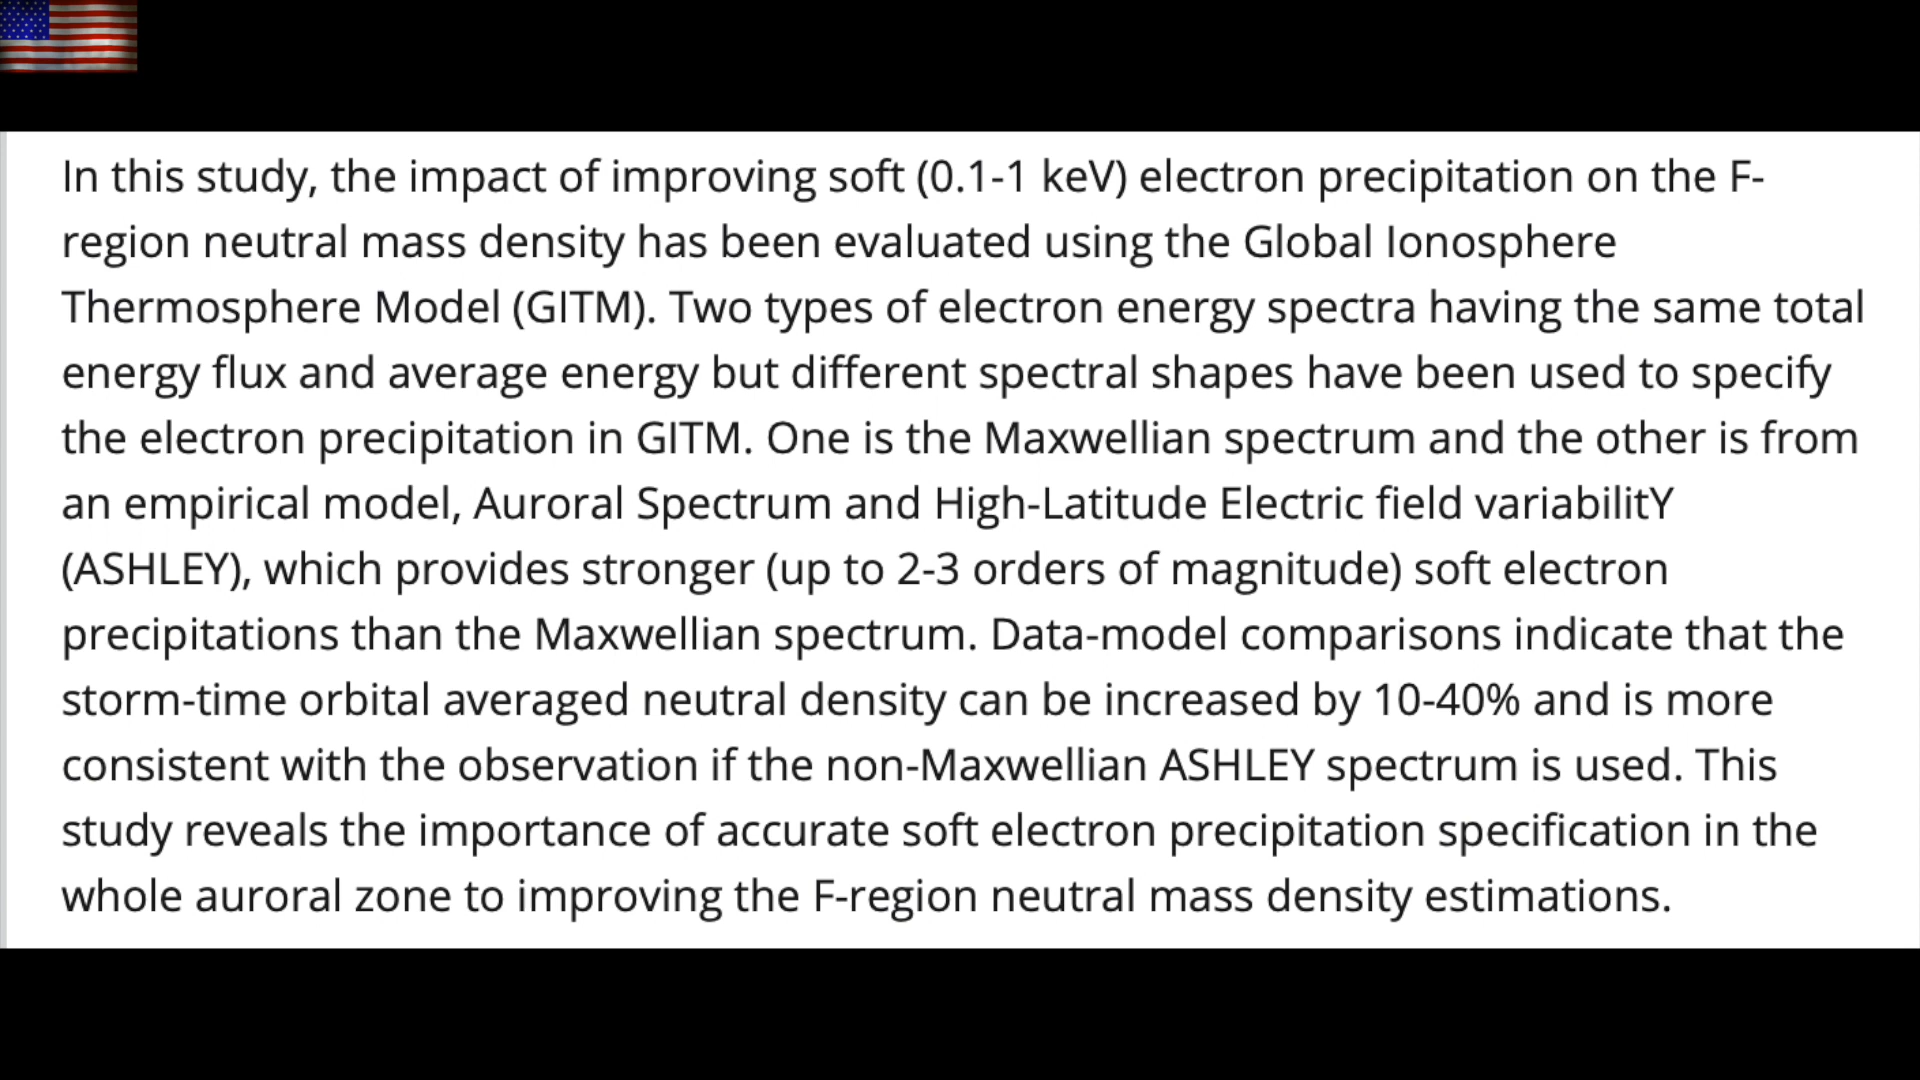 In this study, the impact of improving soft (0.1-1 keV) electron precipitation on the F-
region neutral mass density has been evaluated using the Global Ionosphere
Thermosphere Model (GITM). Two types of electron energy spectra having the same total
energy flux and average energy but different spectral shapes have been used to specify
the electron precipitation in GITM. One is the Maxwellian spectrum and the other is from
an empirical model, Auroral Spectrum and High-Latitude Electric field variabilitY
(ASHLEY), which provides stronger (up to 2-3 orders of magnitude) soft electron
precipitations than the Maxwellian spectrum. Data-model comparisons indicate that the
storm-time orbital averaged neutral density can be increased by 10-40% and is more
consistent with the observation if the non-Maxwellian ASHLEY spectrum is used. This
study reveals the importance of accurate soft electron precipitation specification in the
whole auroral zone to improving the F-region neutral mass density estimations.